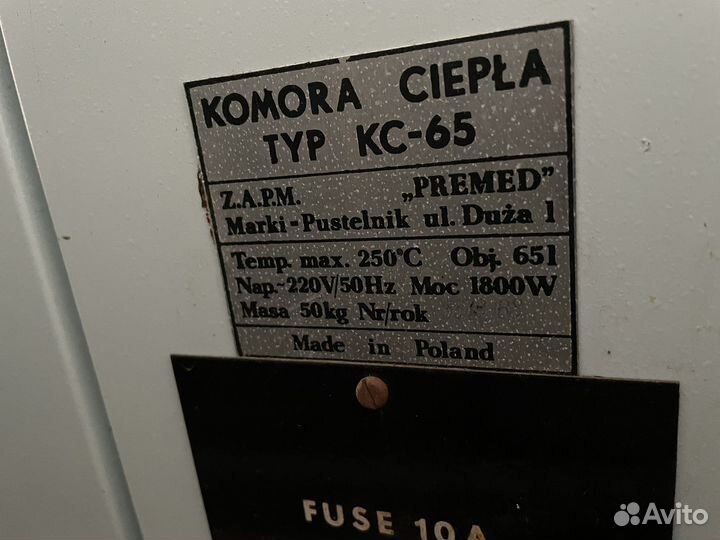 KOMORA CIEPŁA
TYP KC-65
Z.A.P.M. „PREMED”
Marki-Pustelnik ul. Duża 1
Temp. max. 250°C Obj. 65l
Nap.~220V/50Hz Moc 1800W
Masa 50kg Nr/rok
Made in Poland
FUSE 10A
Avito